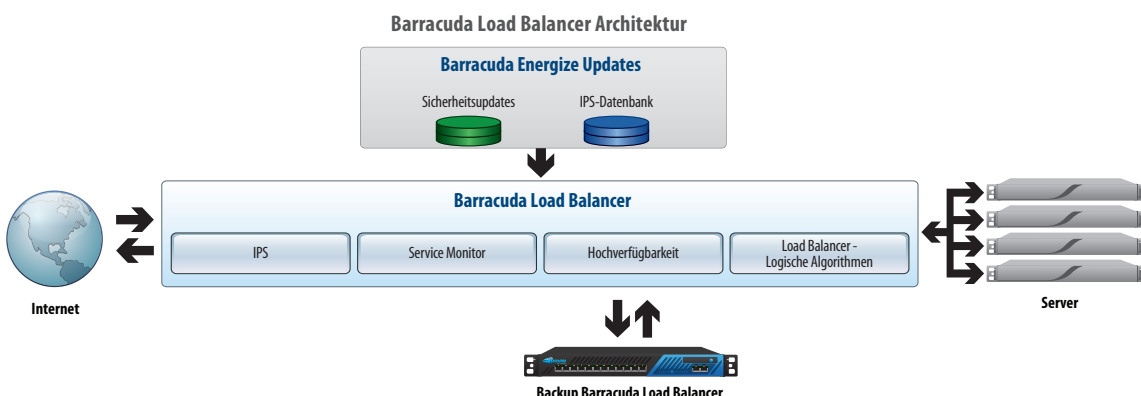 Barracuda Load Balancer Architektur
Barracuda Energize Updates
Sicherheitsupdates
IPS-Datenbank
Barracuda Load Balancer
IPS
Service Monitor
Hochverfügbarkeit
Load Balancer -
Logische Algorithmen
Internet
Server
Backup Barracuda Load Balancer